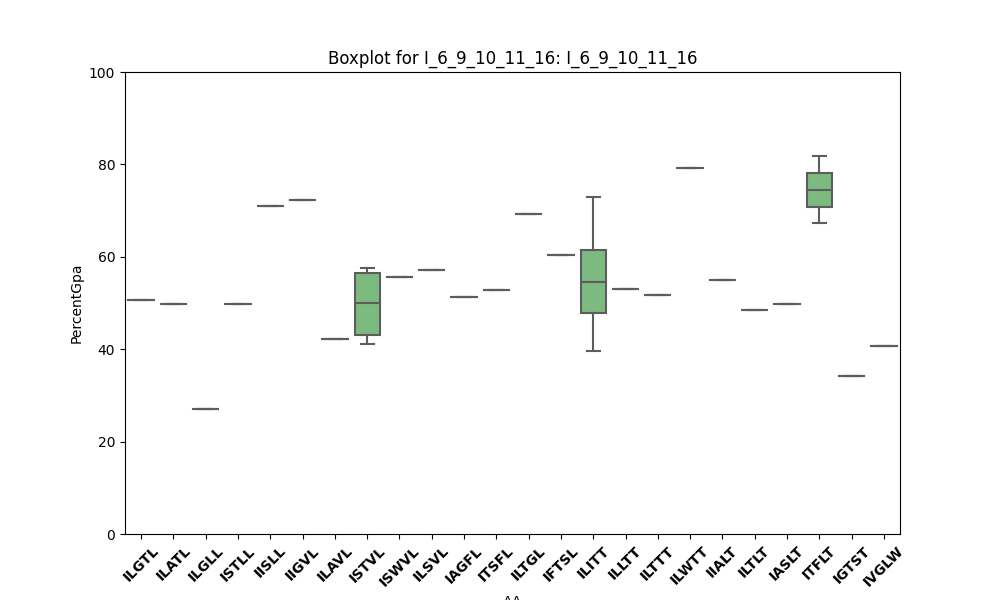 Boxplot for I_6_9_10_11_16: I_6_9_10_11_16
PercentGpa
100
80
60
40
20
0
ILGTL
ILATL
ILGLL
ISTLL
IISLL
IIGVL
ILAVL
ISTVL
ISWVL
ILSVL
IAGFL
ITSFL
ILTGL
IFTSL
ILITT
ILLTT
ILTTT
ILWTT
IIALT
ILTLT
IASLT
ITFLT
IGTST
IVGLW
AA